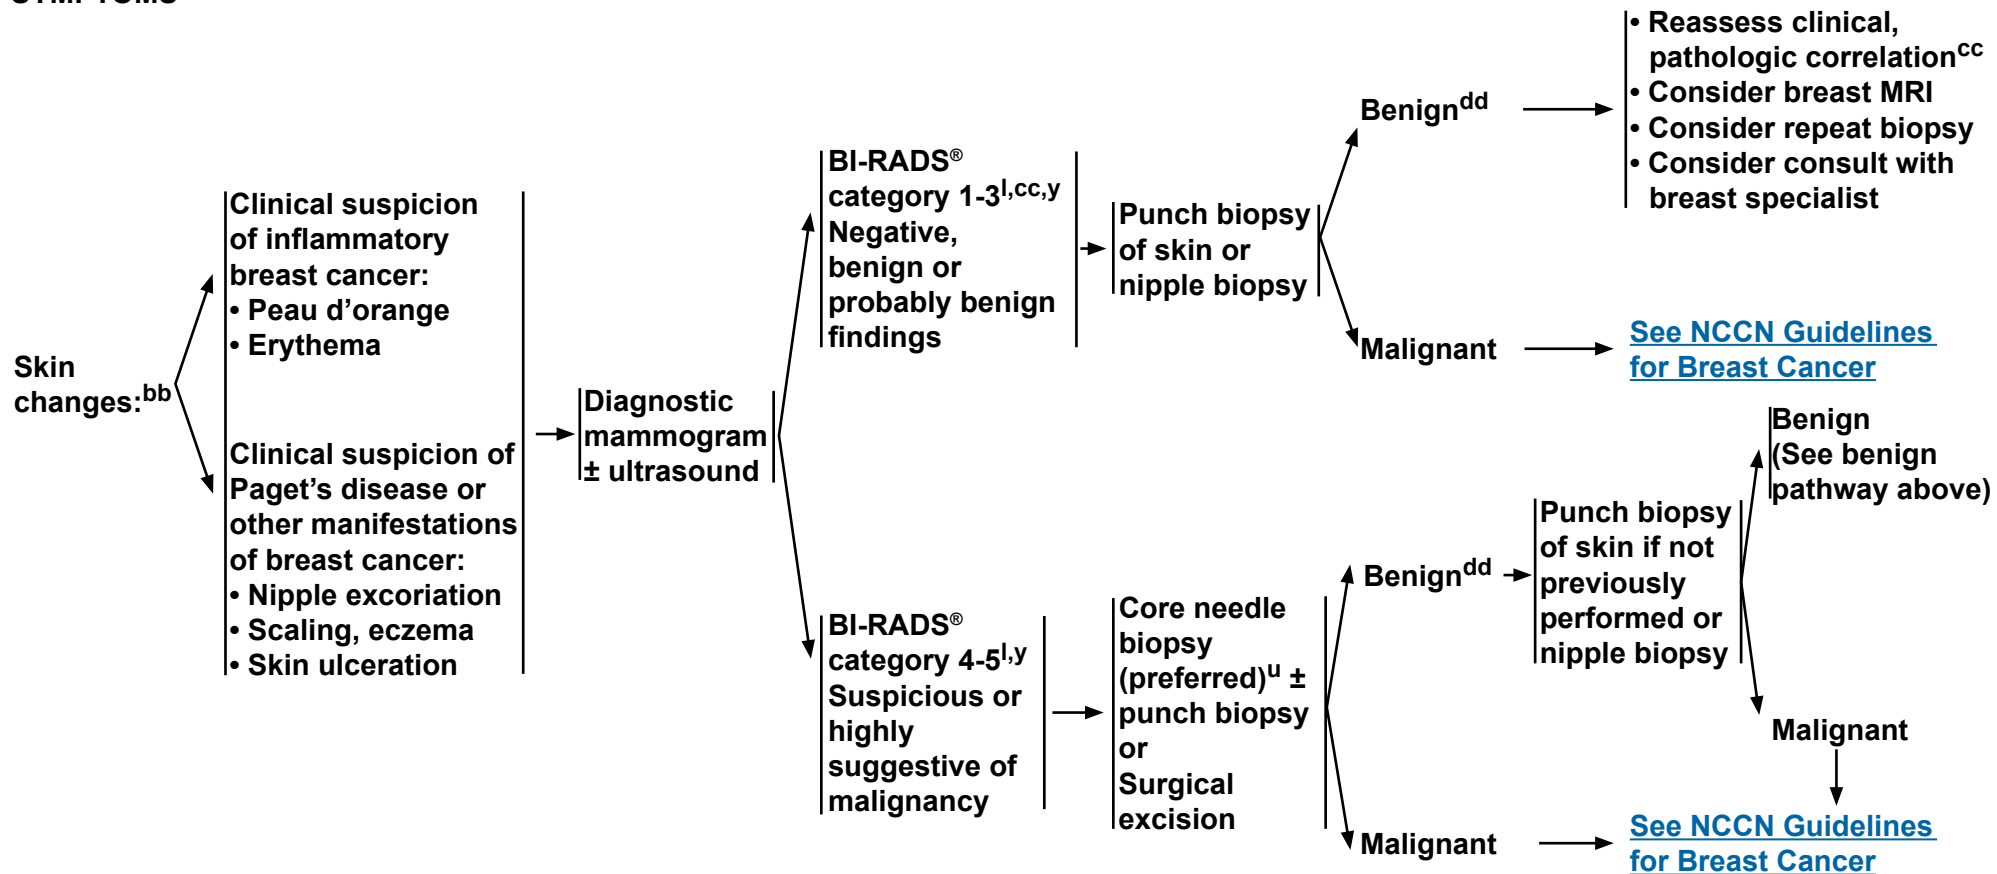 SYMPTOMS
Skin
changes:bb
Clinical suspicion
of inflammatory
breast cancer:
• Peau d’orange
• Erythema
Clinical suspicion of
Paget’s disease or
other manifestations
of breast cancer:
• Nipple excoriation
• Scaling, eczema
• Skin ulceration
Diagnostic
mammogram
± ultrasound
BI-RADS®
category 1-3l,cc,y
Negative,
benign or
probably benign
findings
Punch biopsy
of skin or
nipple biopsy
Benigndd
• Reassess clinical,
pathologic correlationcc
• Consider breast MRI
• Consider repeat biopsy
• Consider consult with
breast specialist
Malignant
See NCCN Guidelines
for Breast Cancer
BI-RADS®
category 4-5l,y
Suspicious or
highly
suggestive of
malignancy
Core needle
biopsy
(preferred)u ±
punch biopsy
or
Surgical
excision
Benigndd
Punch biopsy
of skin if not
previously
performed or
nipple biopsy
Benign
(See benign
pathway above)
Malignant
Malignant
See NCCN Guidelines
for Breast Cancer